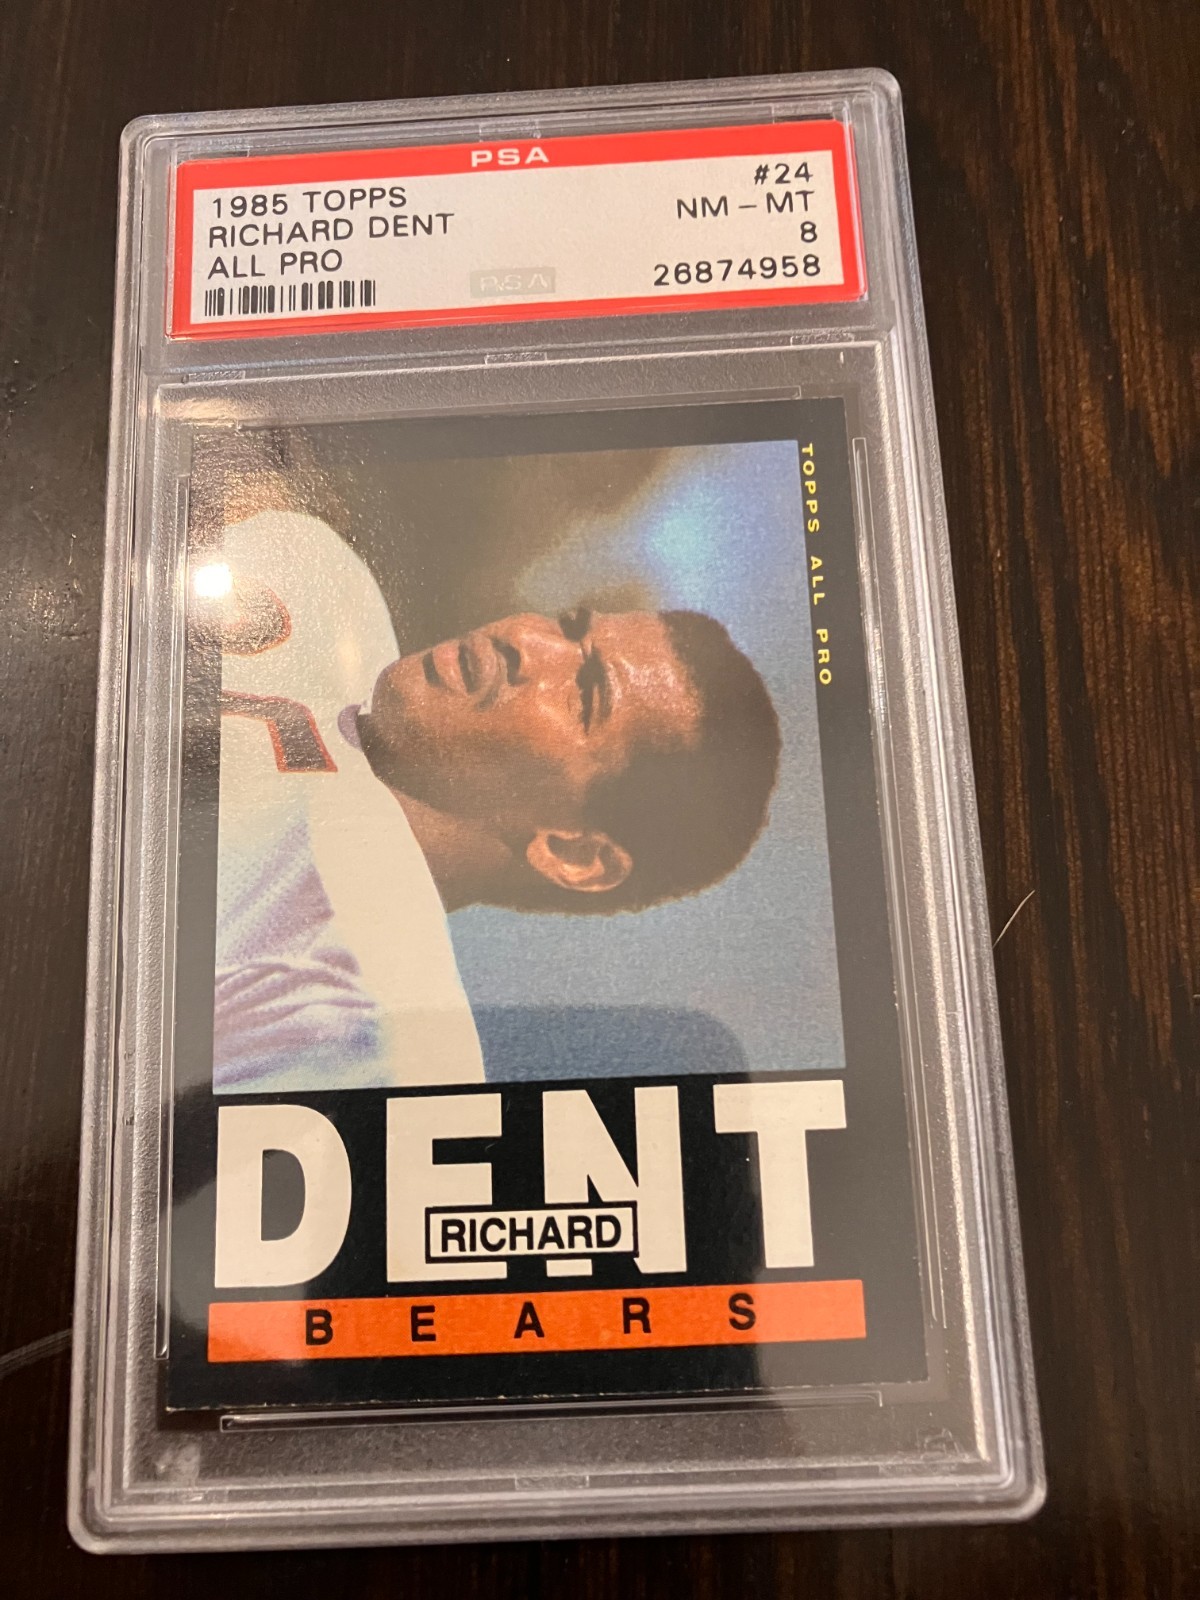 PSA
1985 TOPPS #24
RICHARD DENT NM - MT
ALL PRO 8
26874958
PSA
TOPPS ALL PRO
DENT
RICHARD
BEARS